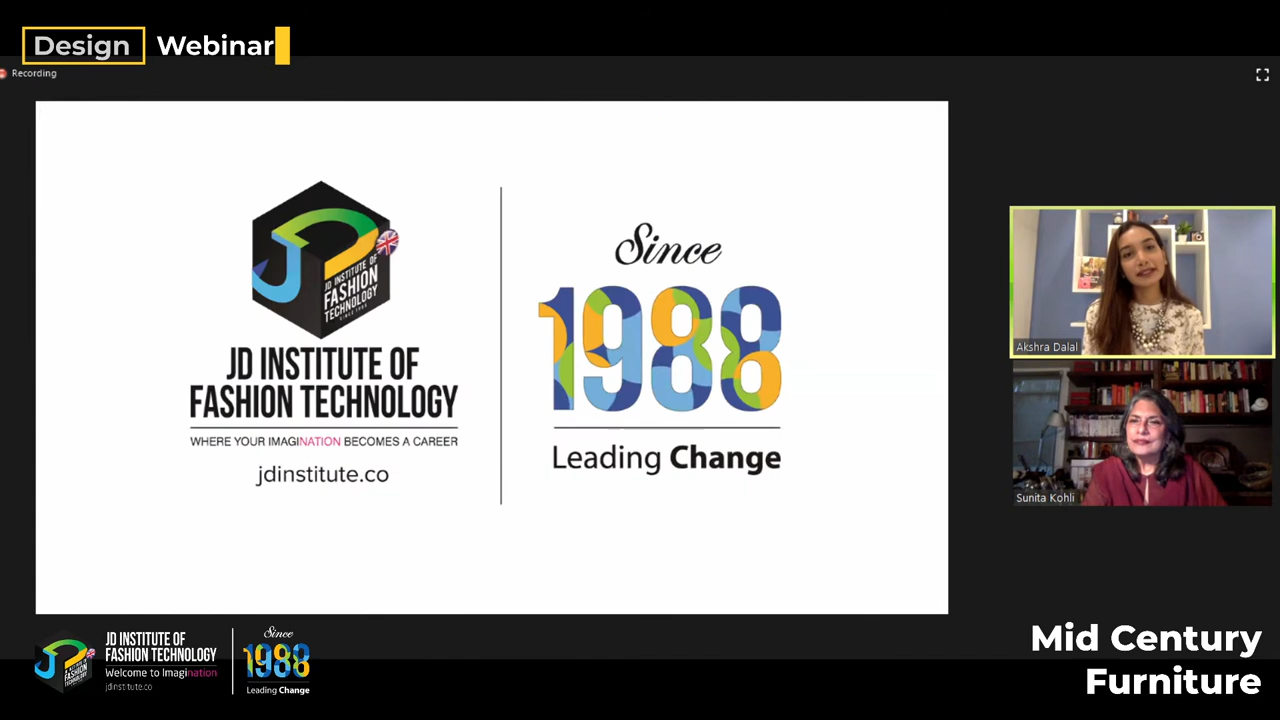 Design Webinar
Recording
JD INSTITUTE OF
FASHION
TECHNOLOGY
SINCE 1988
JD INSTITUTE OF
FASHION TECHNOLOGY
WHERE YOUR IMAGINATION BECOMES A CAREER
jdinstitute.co
Since
1988
Leading Change
Akshra Dalal
Sunita Kohli
JD INSTITUTE OF
FASHION TECHNOLOGY
Welcome to Imagination
jdinstitute.co
Since
1988
Leading Change
Mid Century
Furniture